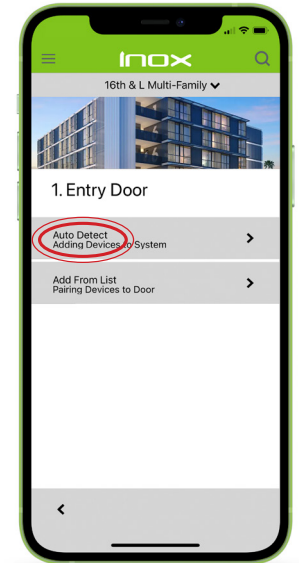 INOX
16th & L Multi-Family
1. Entry Door
Auto Detect
Adding Devices to System
Add From List
Pairing Devices to Door